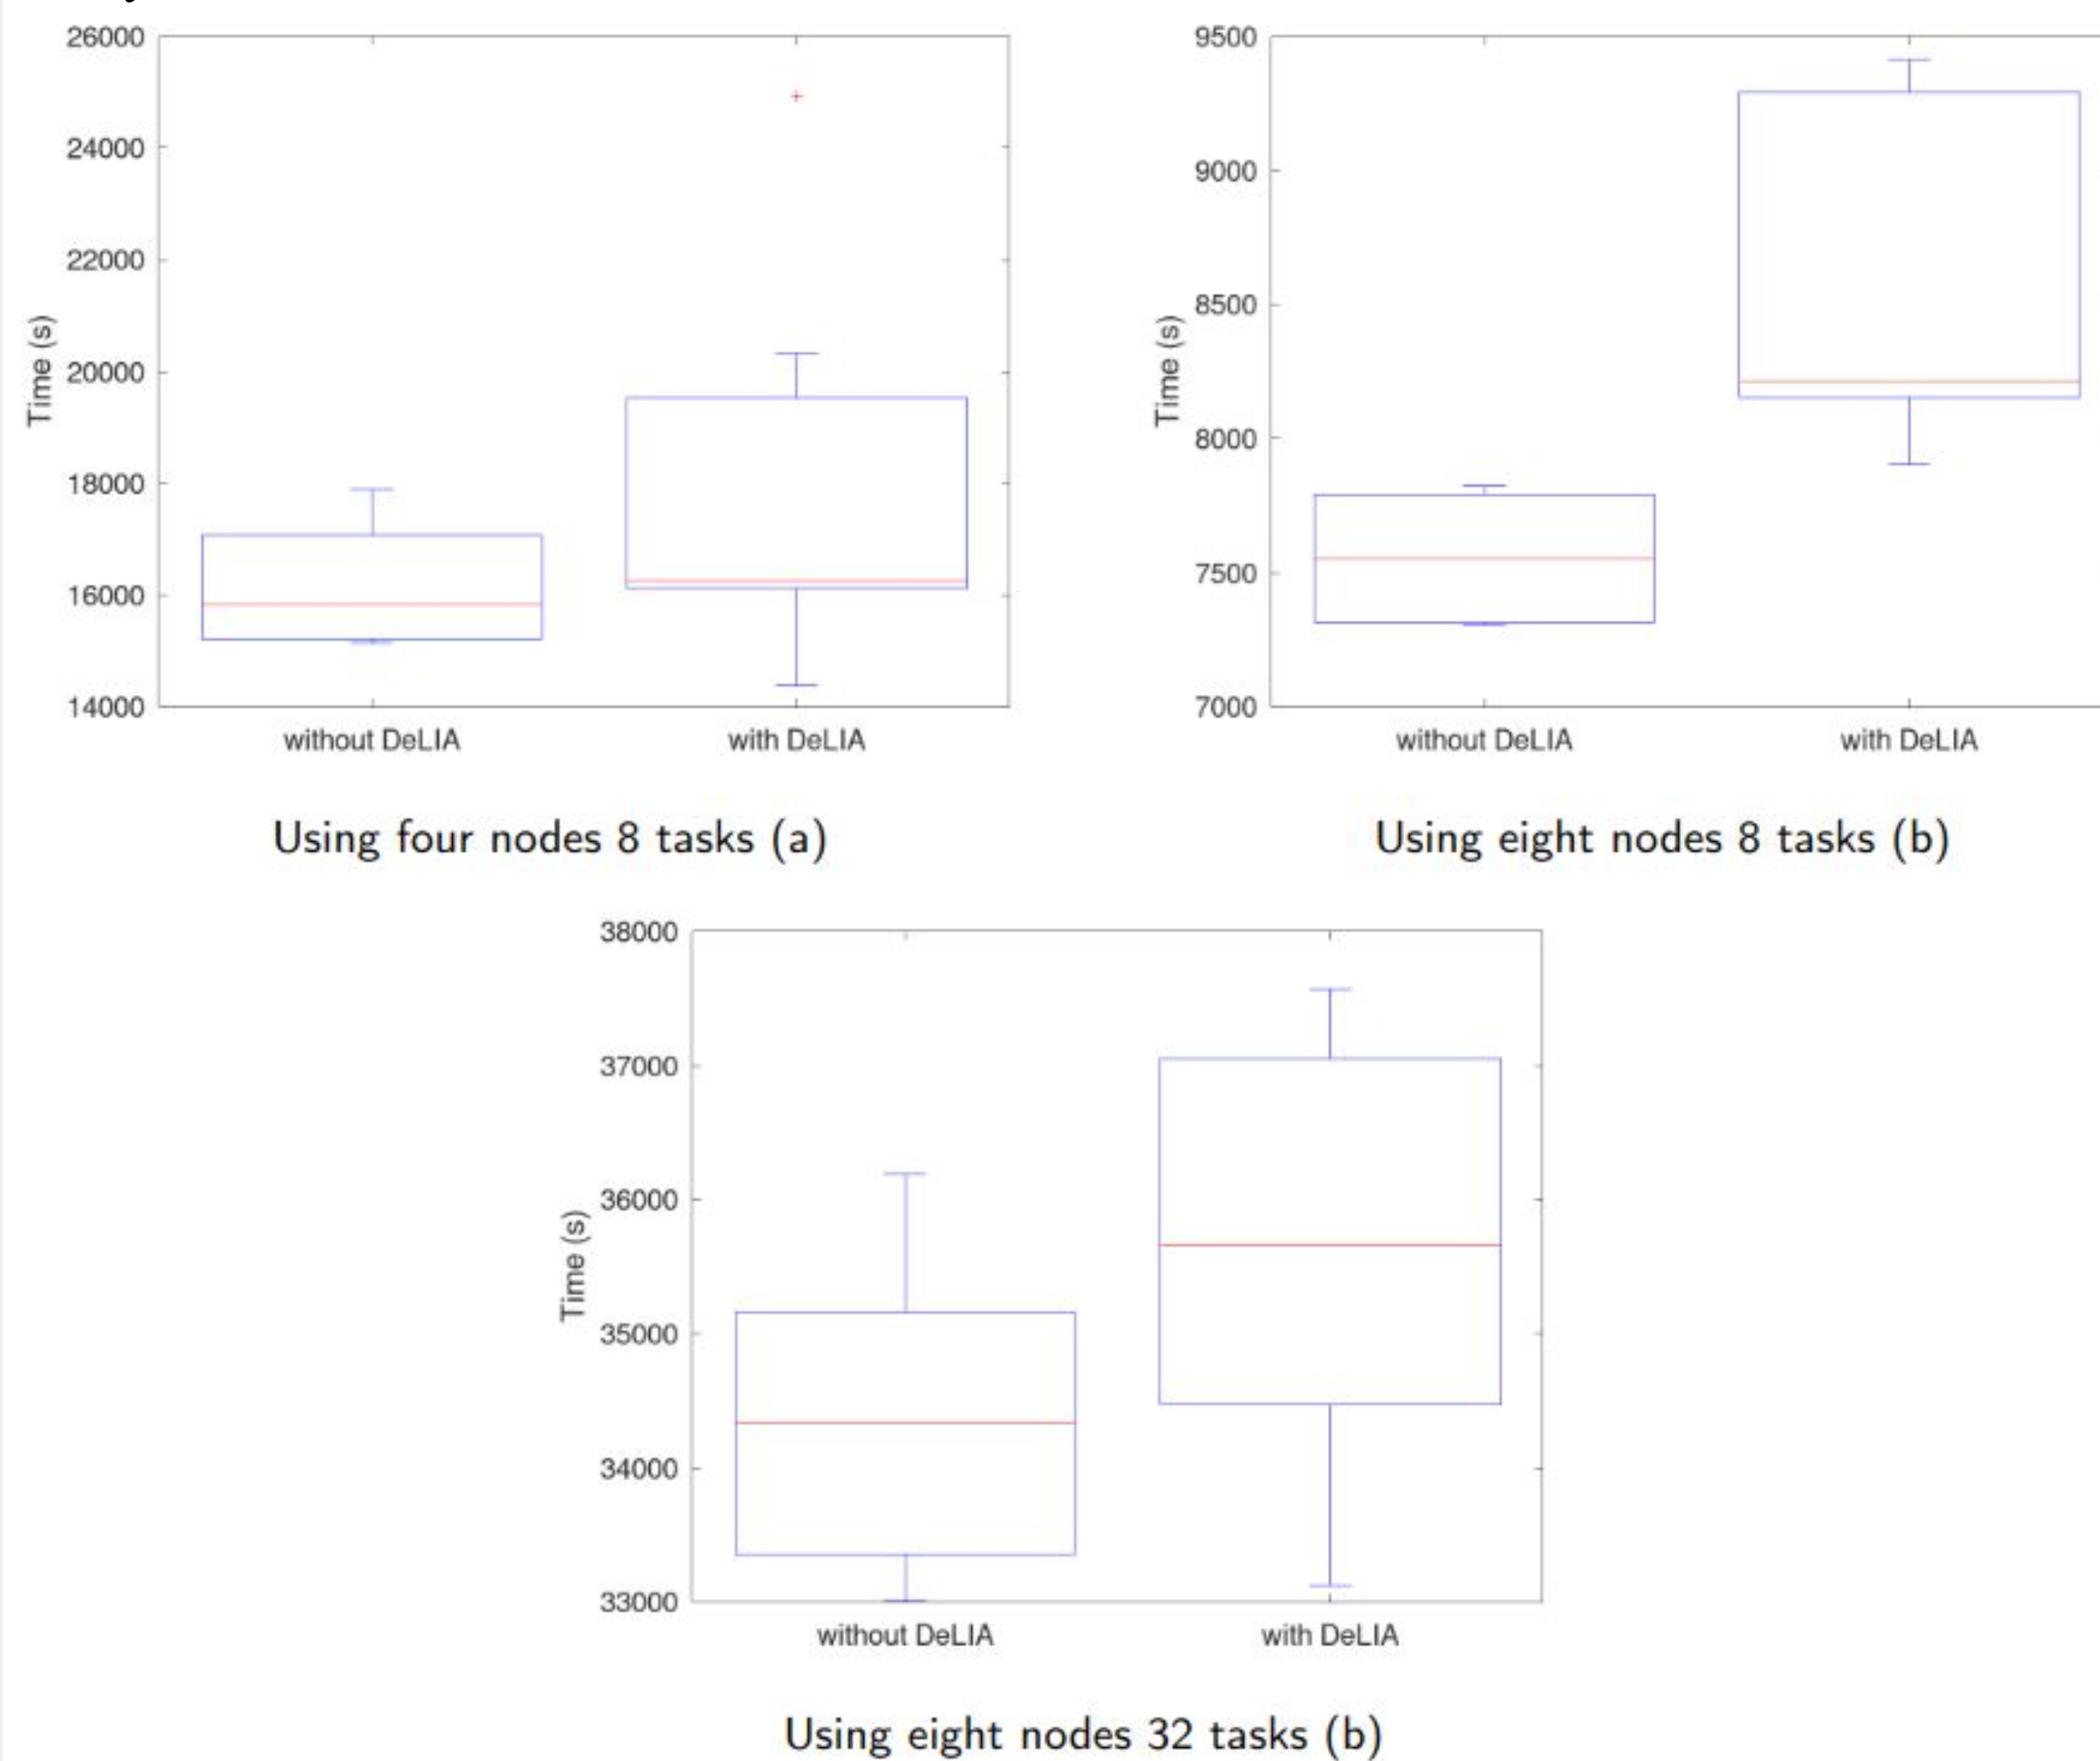 26000
24000
22000
20000
18000
16000
14000
Time (s)
without DeLIA
with DeLIA
Using four nodes 8 tasks (a)
9500
9000
8500
8000
7500
7000
Time (s)
without DeLIA
with DeLIA
Using eight nodes 8 tasks (b)
38000
37000
36000
35000
34000
33000
Time (s)
without DeLIA
with DeLIA
Using eight nodes 32 tasks (b)